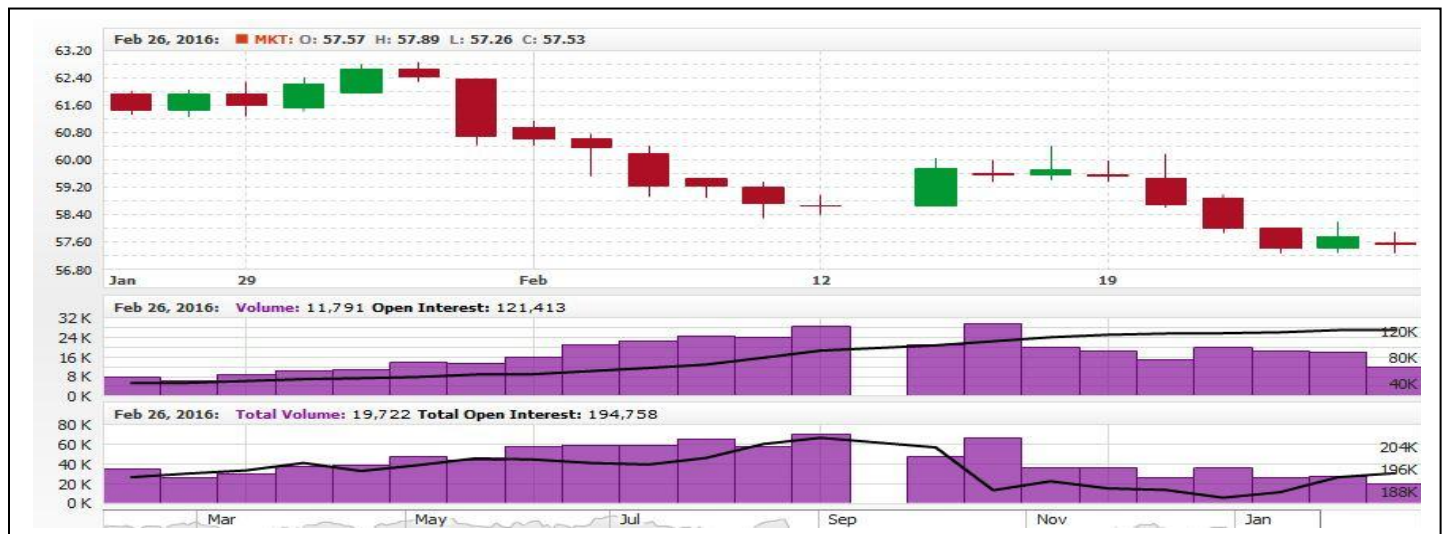 Feb 26, 2016: MKT: O: 57.57 H: 57.89 L: 57.26 C: 57.53
63.20
62.40
61.60
60.80
60.00
59.20
58.40
57.60
56.80
Jan 29 Feb 12 19
Feb 26, 2016: Volume: 11,791 Open Interest: 121,413
32 K
24 K
16 K
8 K
0 K
120K
80K
40K
Feb 26, 2016: Total Volume: 19,722 Total Open Interest: 194,758
80 K
60 K
40 K
20 K
0 K
204K
196K
188K
Mar May Jul Sep Nov Jan